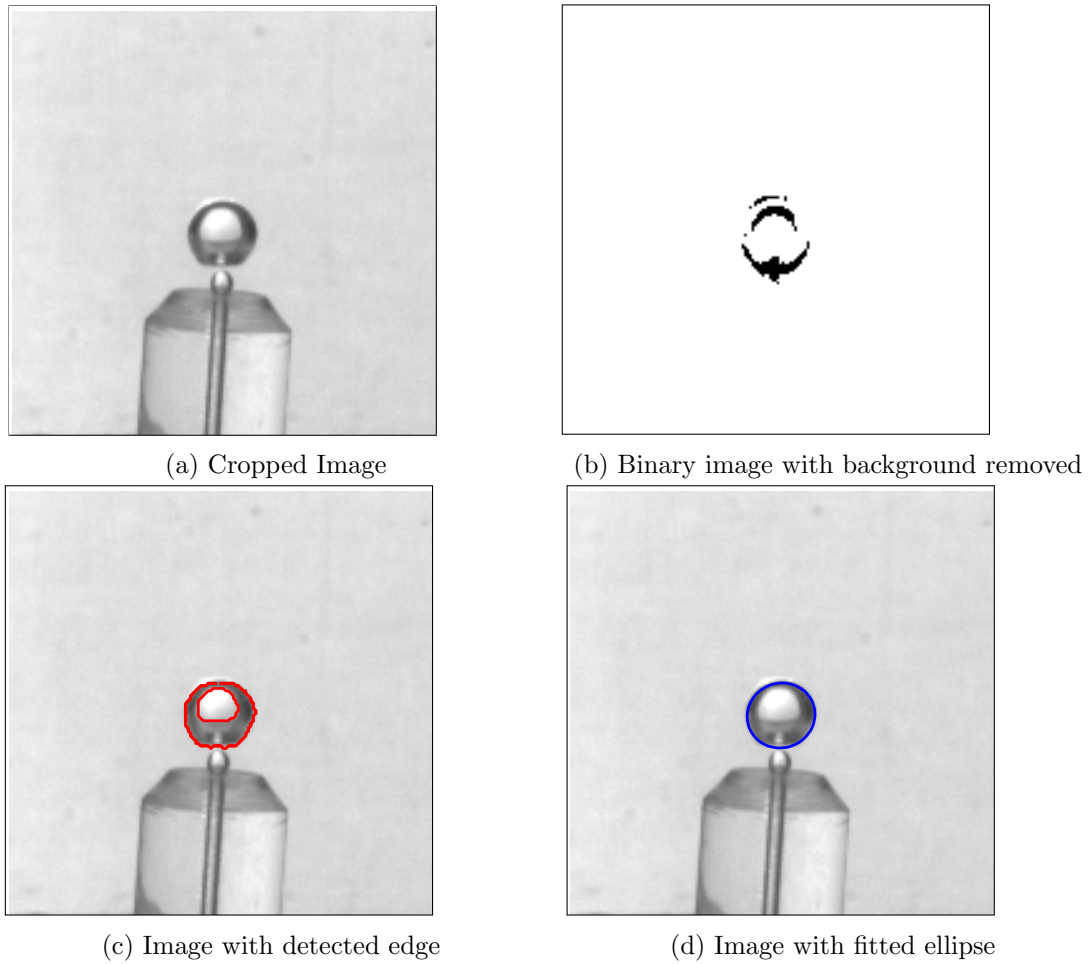 (a) Cropped Image
(b) Binary image with background removed
(c) Image with detected edge
(d) Image with fitted ellipse